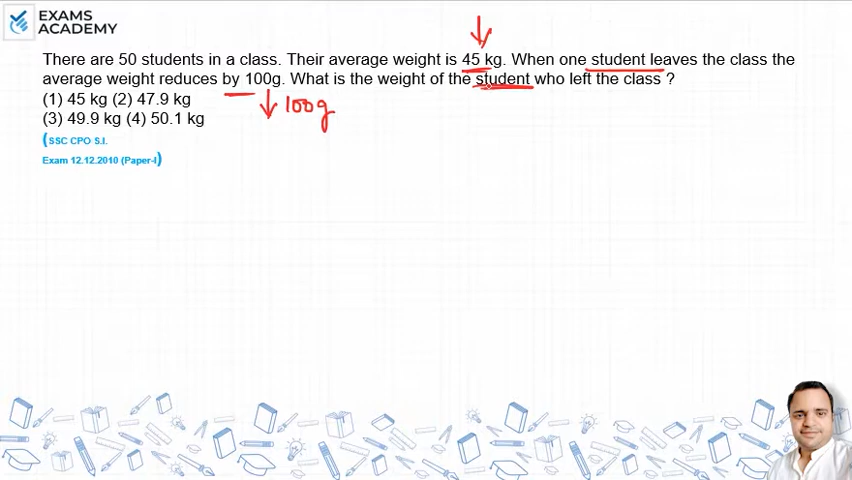 EXAMS
ACADEMY
There are 50 students in a class. Their average weight is 45 kg. When one student leaves the class the
average weight reduces by 100g. What is the weight of the student who left the class ?
100g
(1) 45 kg (2) 47.9 kg
(3) 49.9 kg (4) 50.1 kg
(SSC CPO S.I.
Exam 12.12.2010 (Paper-I)